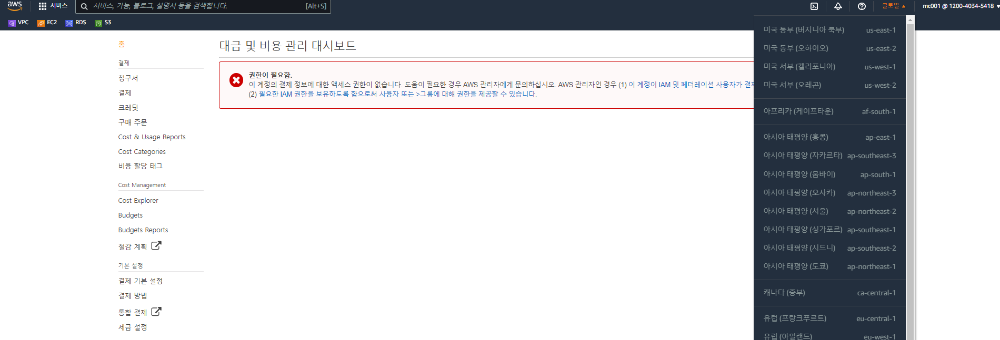 aws
서비스
서비스, 기능, 블로그, 설명서 등을 검색합니다.
[Alt+S]
글로벌
mc001 @ 1200-4034-5418
VPC
EC2
RDS
S3
홈
결제
청구서
결제
크레딧
구매 주문
Cost & Usage Reports
Cost Categories
비용 할당 태그
Cost Management
Cost Explorer
Budgets
Budgets Reports
절감 계획
기본 설정
결제 기본 설정
결제 방법
통합 결제
세금 설정
대금 및 비용 관리 대시보드
권한이 필요함.
이 계정의 결제 정보에 대한 액세스 권한이 없습니다. 도움이 필요한 경우 AWS 관리자에게 문의하십시오. AWS 관리자인 경우 (1) 이 계정이 IAM 및 페더레이션 사용자가 결제
(2) 필요한 IAM 권한을 보유하도록 함으로써 사용자 또는 >그룹에 대해 권한을 제공할 수 있습니다.
미국 동부 (버지니아 북부) us-east-1
미국 동부 (오하이오) us-east-2
미국 서부 (캘리포니아) us-west-1
미국 서부 (오레곤) us-west-2
아프리카 (케이프타운) af-south-1
아시아 태평양 (홍콩) ap-east-1
아시아 태평양 (자카르타) ap-southeast-3
아시아 태평양 (뭄바이) ap-south-1
아시아 태평양 (오사카) ap-northeast-3
아시아 태평양 (서울) ap-northeast-2
아시아 태평양 (싱가포르) ap-southeast-1
아시아 태평양 (시드니) ap-southeast-2
아시아 태평양 (도쿄) ap-northeast-1
캐나다 (중부) ca-central-1
유럽 (프랑크푸르트) eu-central-1
유럽 (아일랜드) eu-west-1